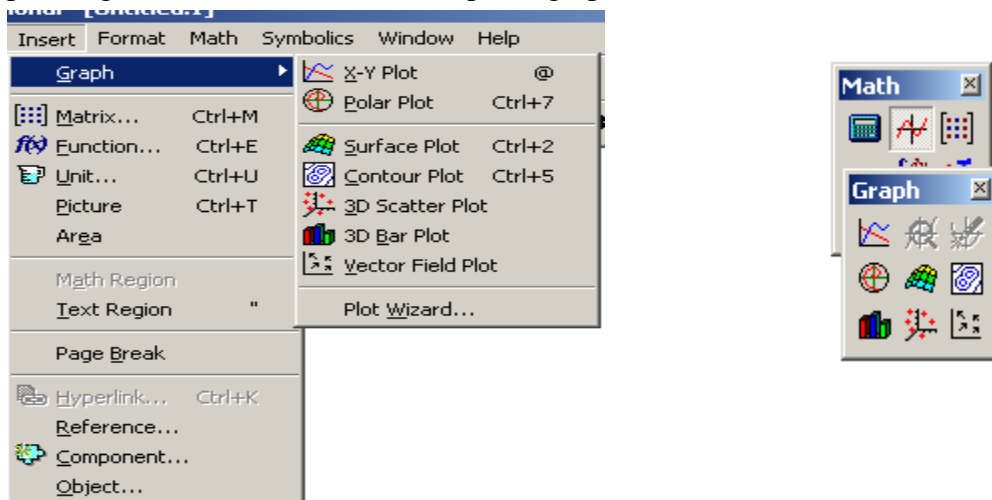 [Untitled:1]
Insert Format Math Symbolics Window Help
Graph
Matrix... Ctrl+M
Function... Ctrl+E
Unit... Ctrl+U
Picture Ctrl+T
Area
Math Region
Text Region "
Page Break
Hyperlink... Ctrl+K
Reference...
Component...
Object...
X-Y Plot @
Polar Plot Ctrl+7
Surface Plot Ctrl+2
Contour Plot Ctrl+5
3D Scatter Plot
3D Bar Plot
Vector Field Plot
Plot Wizard...
Math
Graph